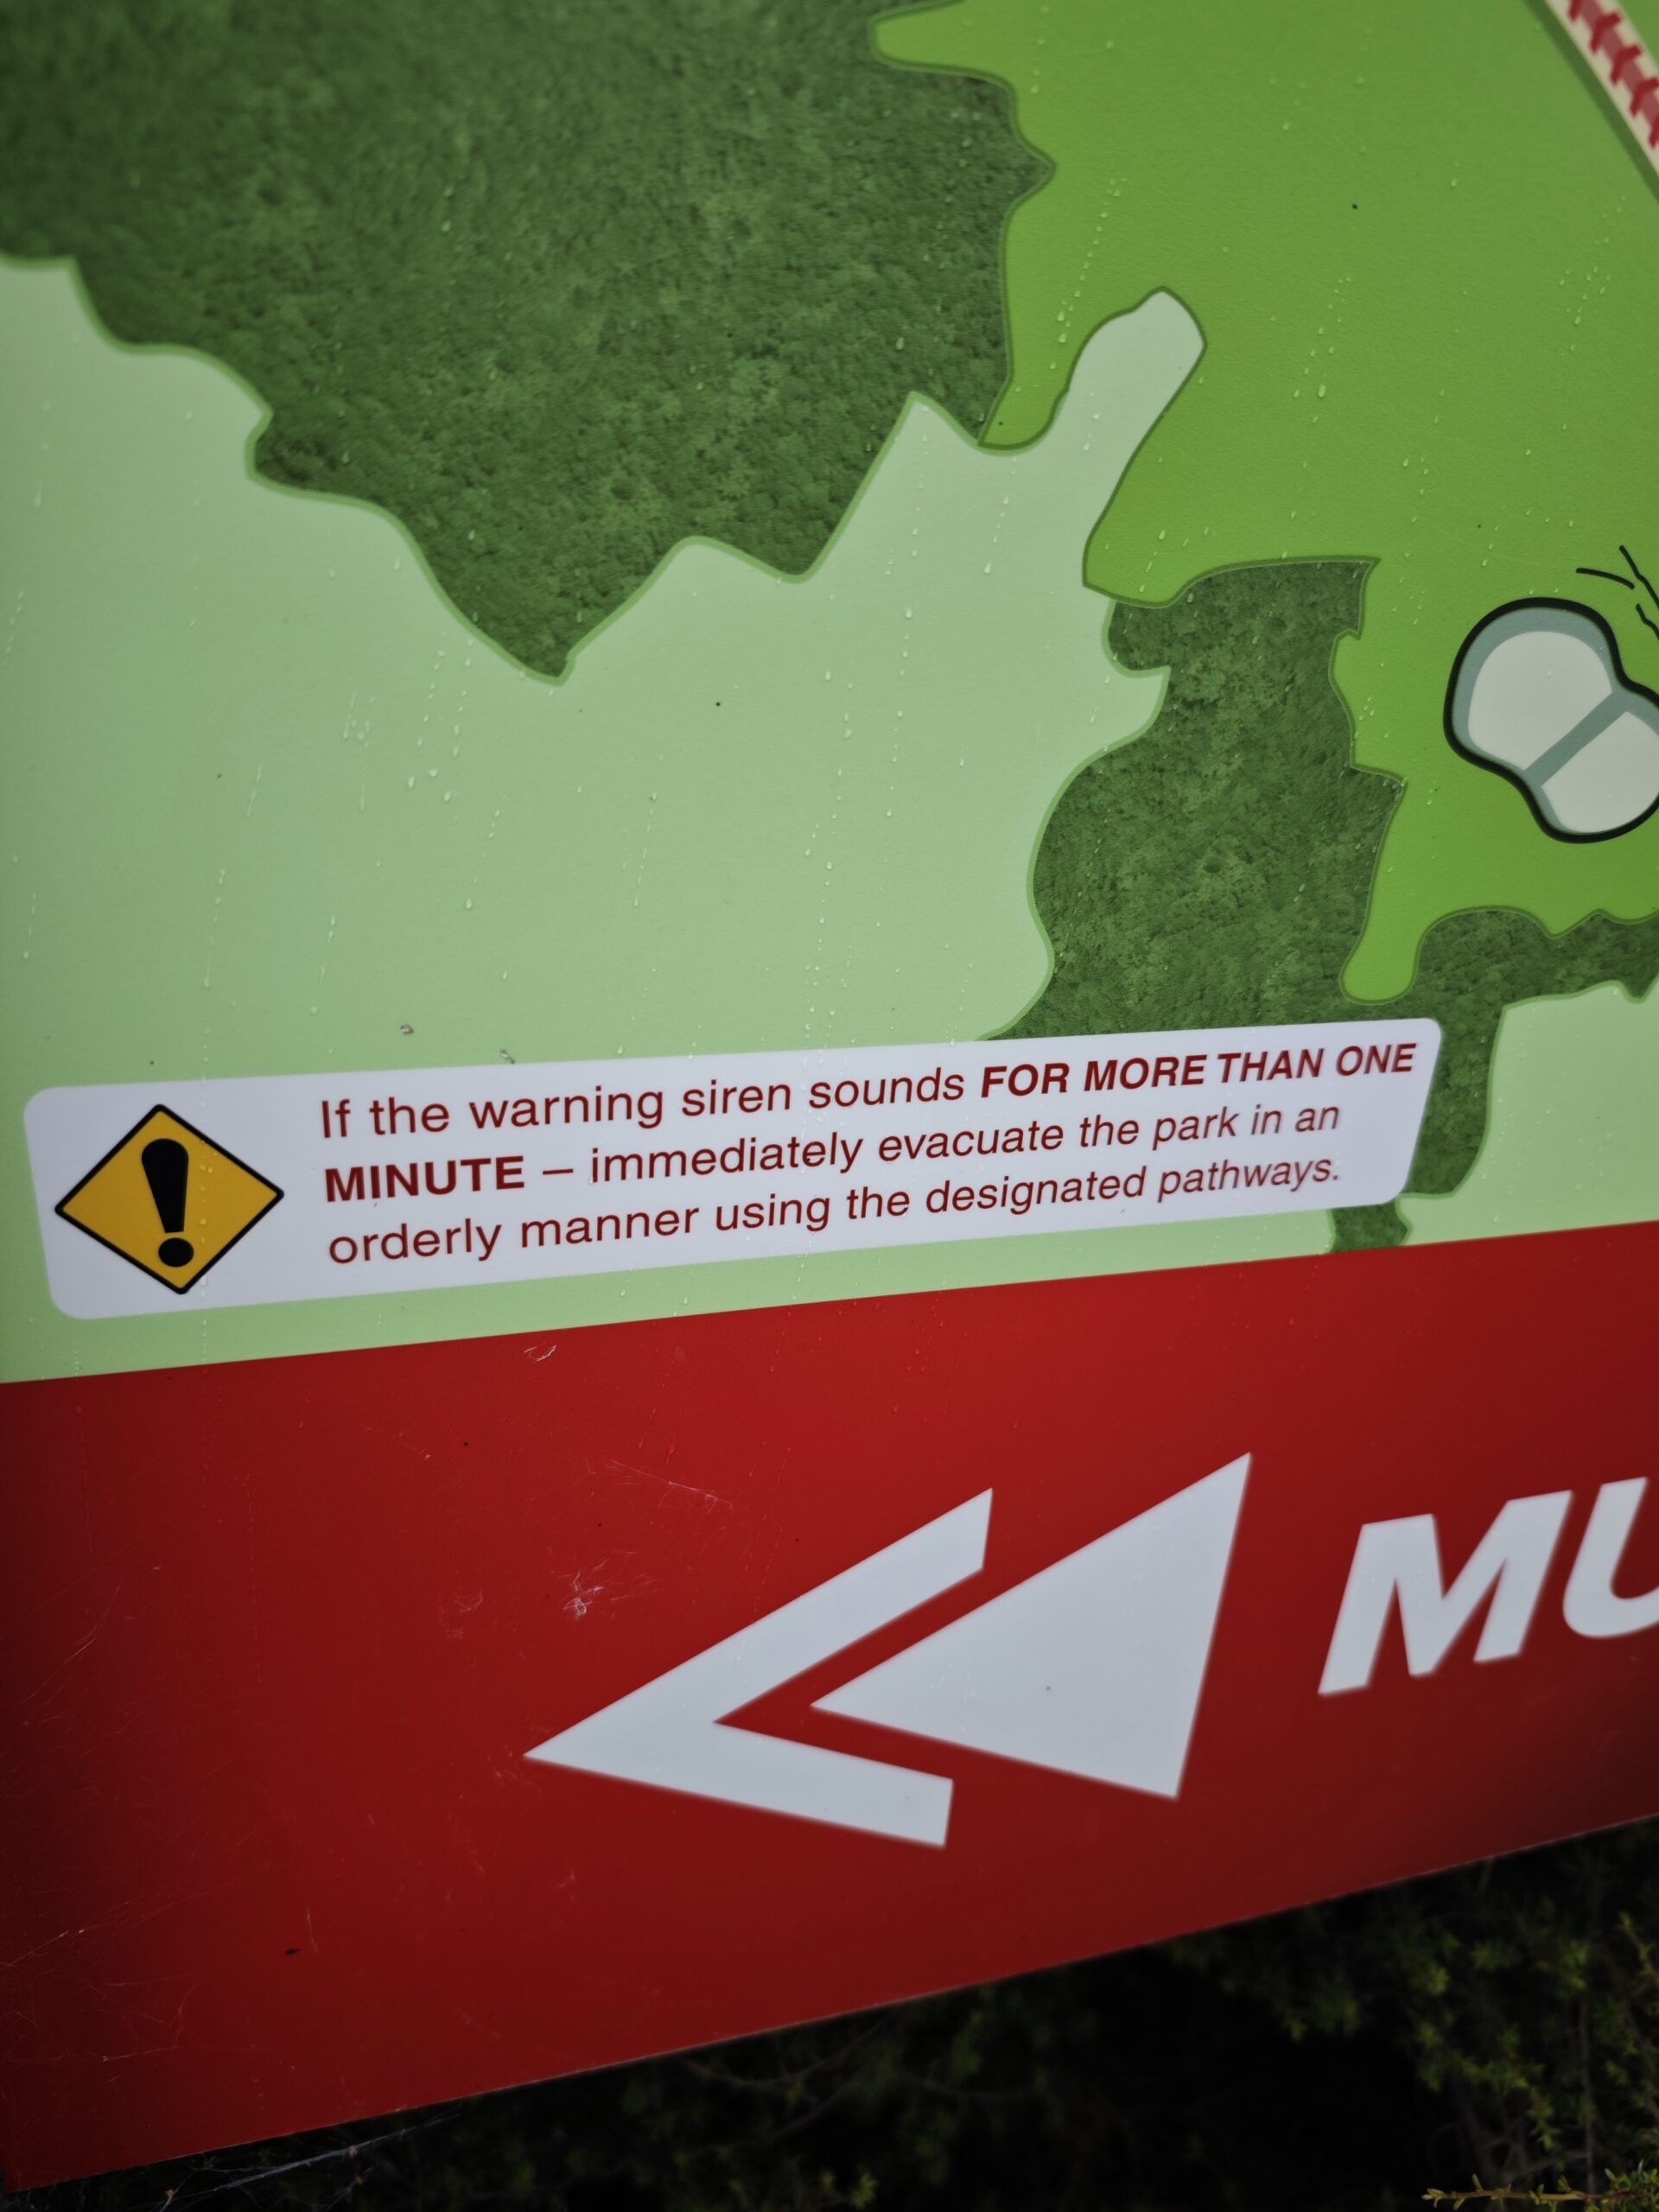 If the warning siren sounds FOR MORE THAN ONE
MINUTE – immediately evacuate the park in an
orderly manner using the designated pathways.
MU